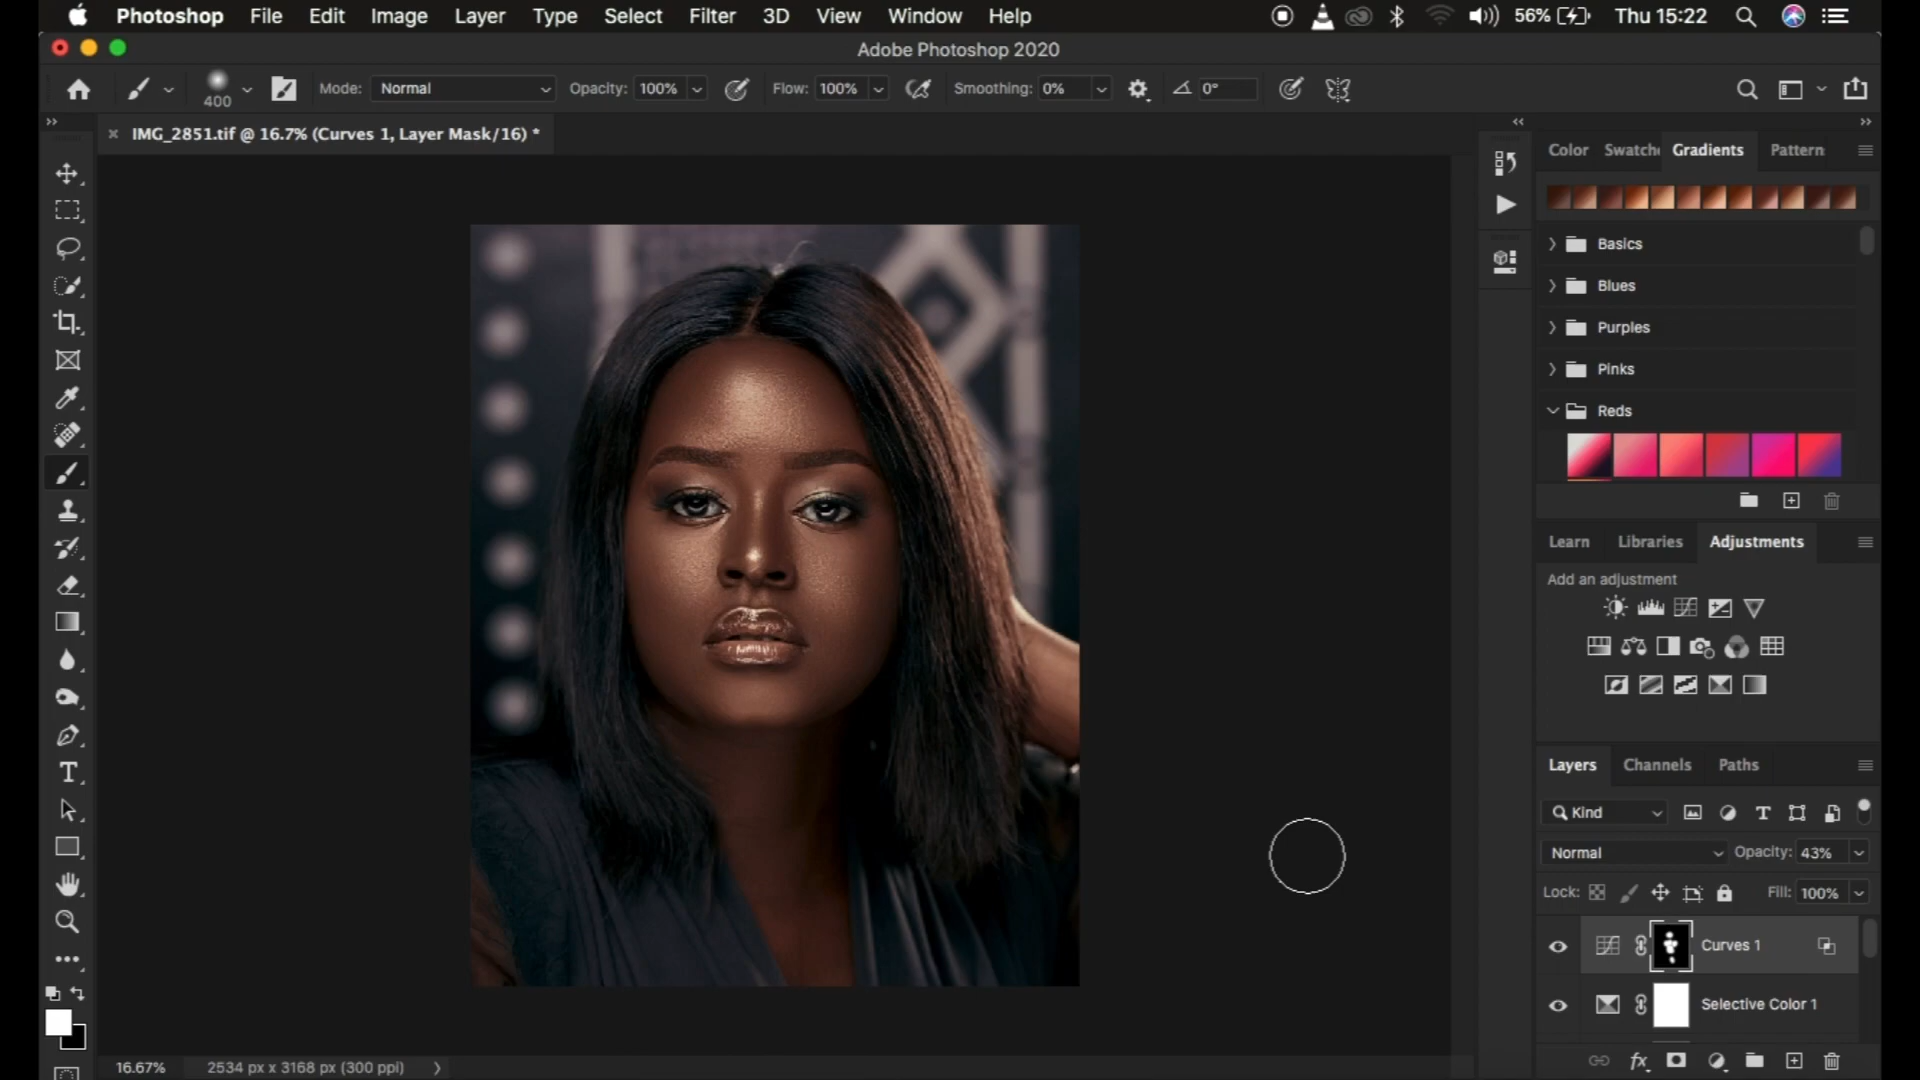 Photoshop File Edit Image Layer Type Select Filter 3D View Window Help 56% Thu 15:22
Adobe Photoshop 2020
400 Mode: Normal Opacity: 100% Flow: 100% Smoothing: 0% 0°
IMG_2851.tif @ 16.7% (Curves 1, Layer Mask/16) *
Color Swatche Gradients Pattern
Basics
Blues
Purples
Pinks
Reds
Learn Libraries Adjustments
Add an adjustment
Layers Channels Paths
Kind
Normal Opacity: 43%
Lock: Fill: 100%
Curves 1
Selective Color 1
16.67% 2534 px x 3168 px (300 ppi)